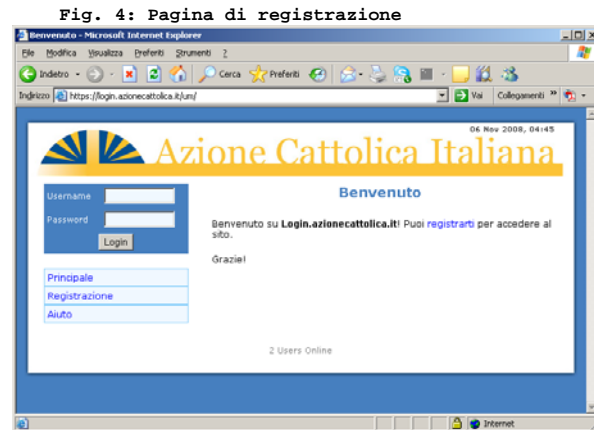 Fig. 4: Pagina di registrazione
Benvenuto - Microsoft Internet Explorer
File Modifica Visualizza Preferiti Strumenti ?
Indietro Cerca Preferiti
Indirizzo https://login.azionecattolica.it/um/ Vai Collegamenti »
06 Nov 2008, 04:45
Azione Cattolica Italiana
Username
Password
Login
Benvenuto
Benvenuto su Login.azionecattolica.it! Puoi registrarti per accedere al
sito.
Grazie!
Principale
Registrazione
Aiuto
2 Users Online
Internet